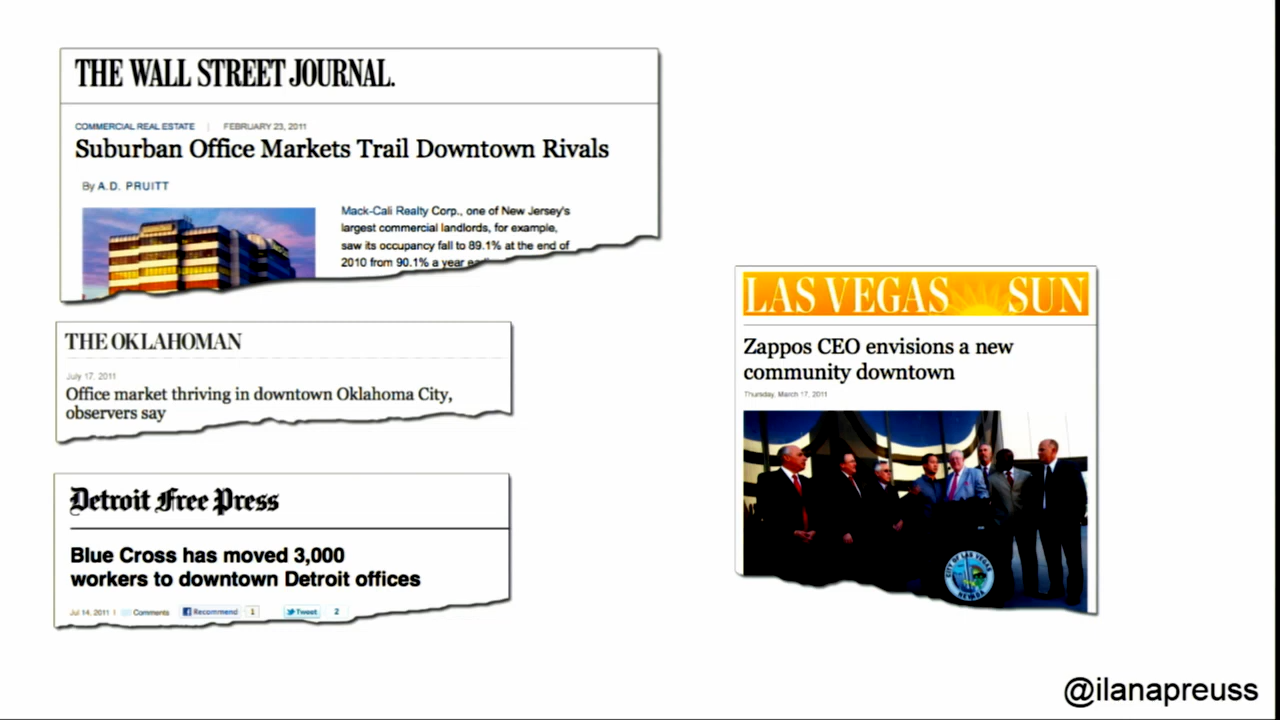 THE WALL STREET JOURNAL.
COMMERCIAL REAL ESTATE | FEBRUARY 23, 2011
Suburban Office Markets Trail Downtown Rivals
By A.D. PRUITT
Mack-Cali Realty Corp., one of New Jersey's
largest commercial landlords, for example,
saw its occupancy fall to 89.1% at the end of
2010 from 90.1% a year
THE OKLAHOMAN
July 17, 2011
Office market thriving in downtown Oklahoma City,
observers say
Detroit Free Press
Blue Cross has moved 3,000
workers to downtown Detroit offices
Jul 14, 2011 | Comments Recommend 1 Tweet 2
LAS VEGAS SUN
Zappos CEO envisions a new
community downtown
Thursday, March 17, 2011
CITY OF LAS VEGAS
NEVADA
@ilanapreuss